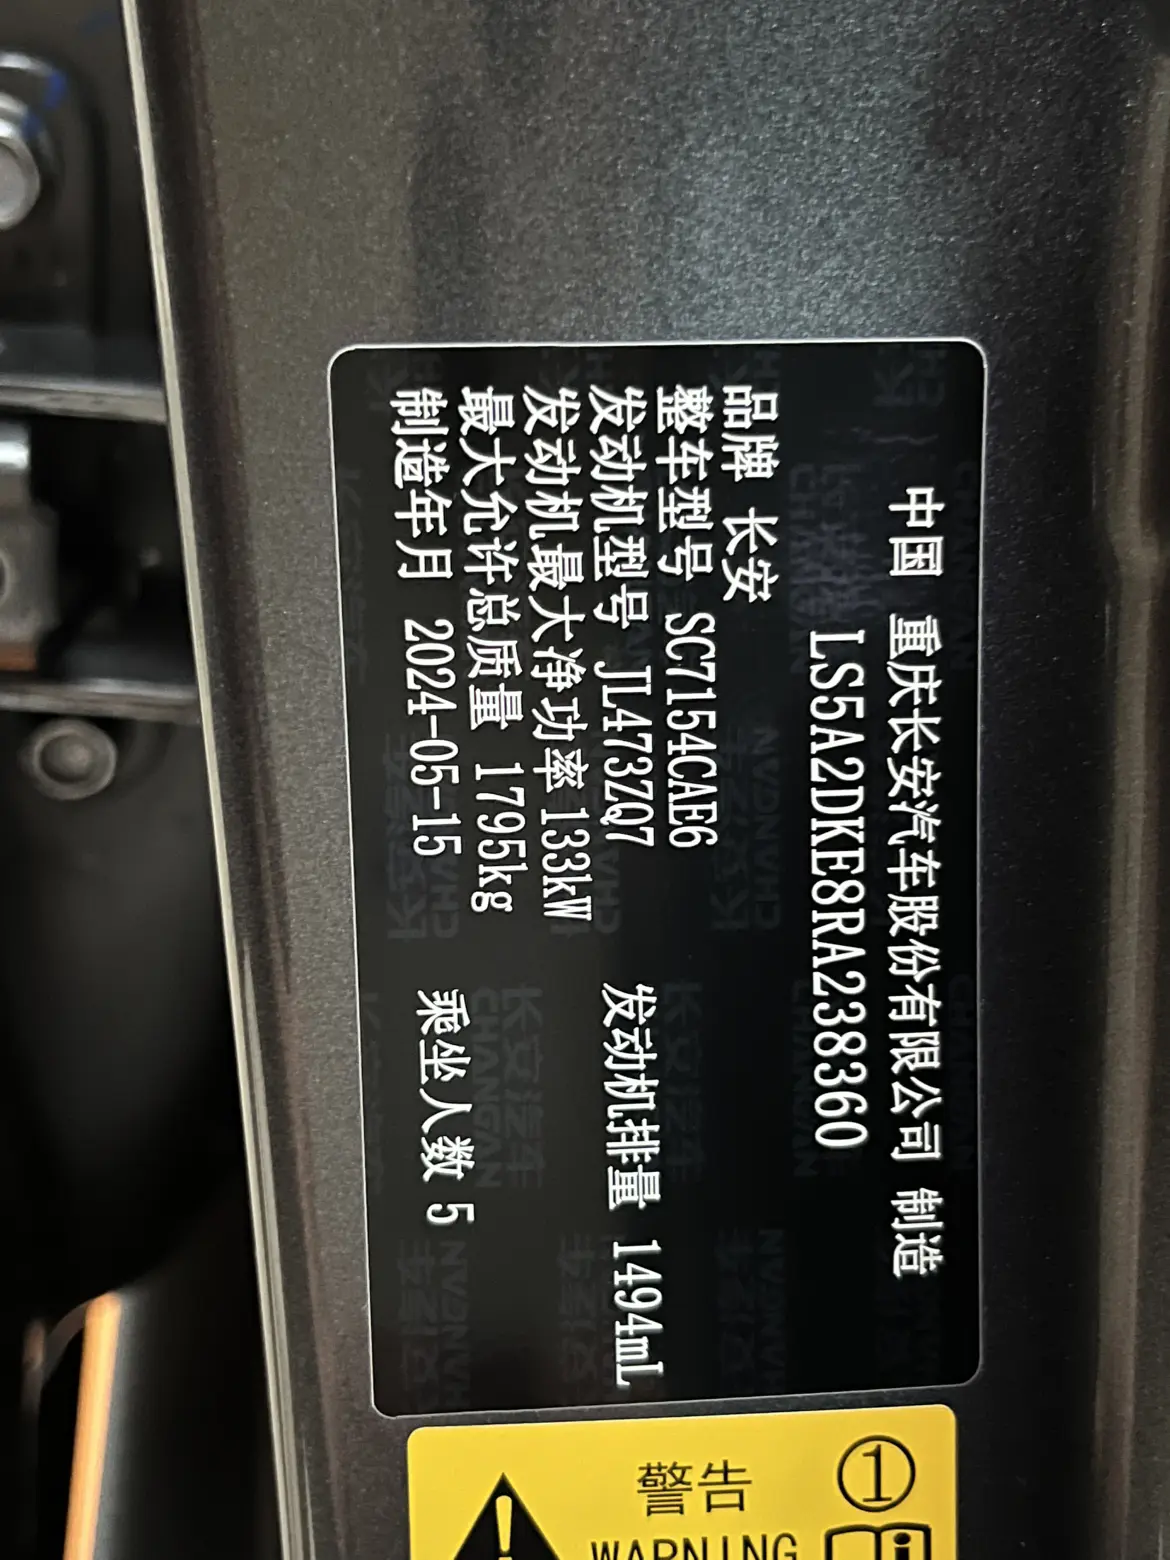 中国 重庆长安汽车股份有限公司 制造
LS5A2DKE8RA238360
品牌 长安
整车型号 SC7154CAE6
发动机型号 JL473ZQ7 发动机排量 1494mL
发动机最大净功率 133kW
最大允许总质量 1795kg
制造年月 2024-05-15 乘坐人数 5
①
警告
WARNING